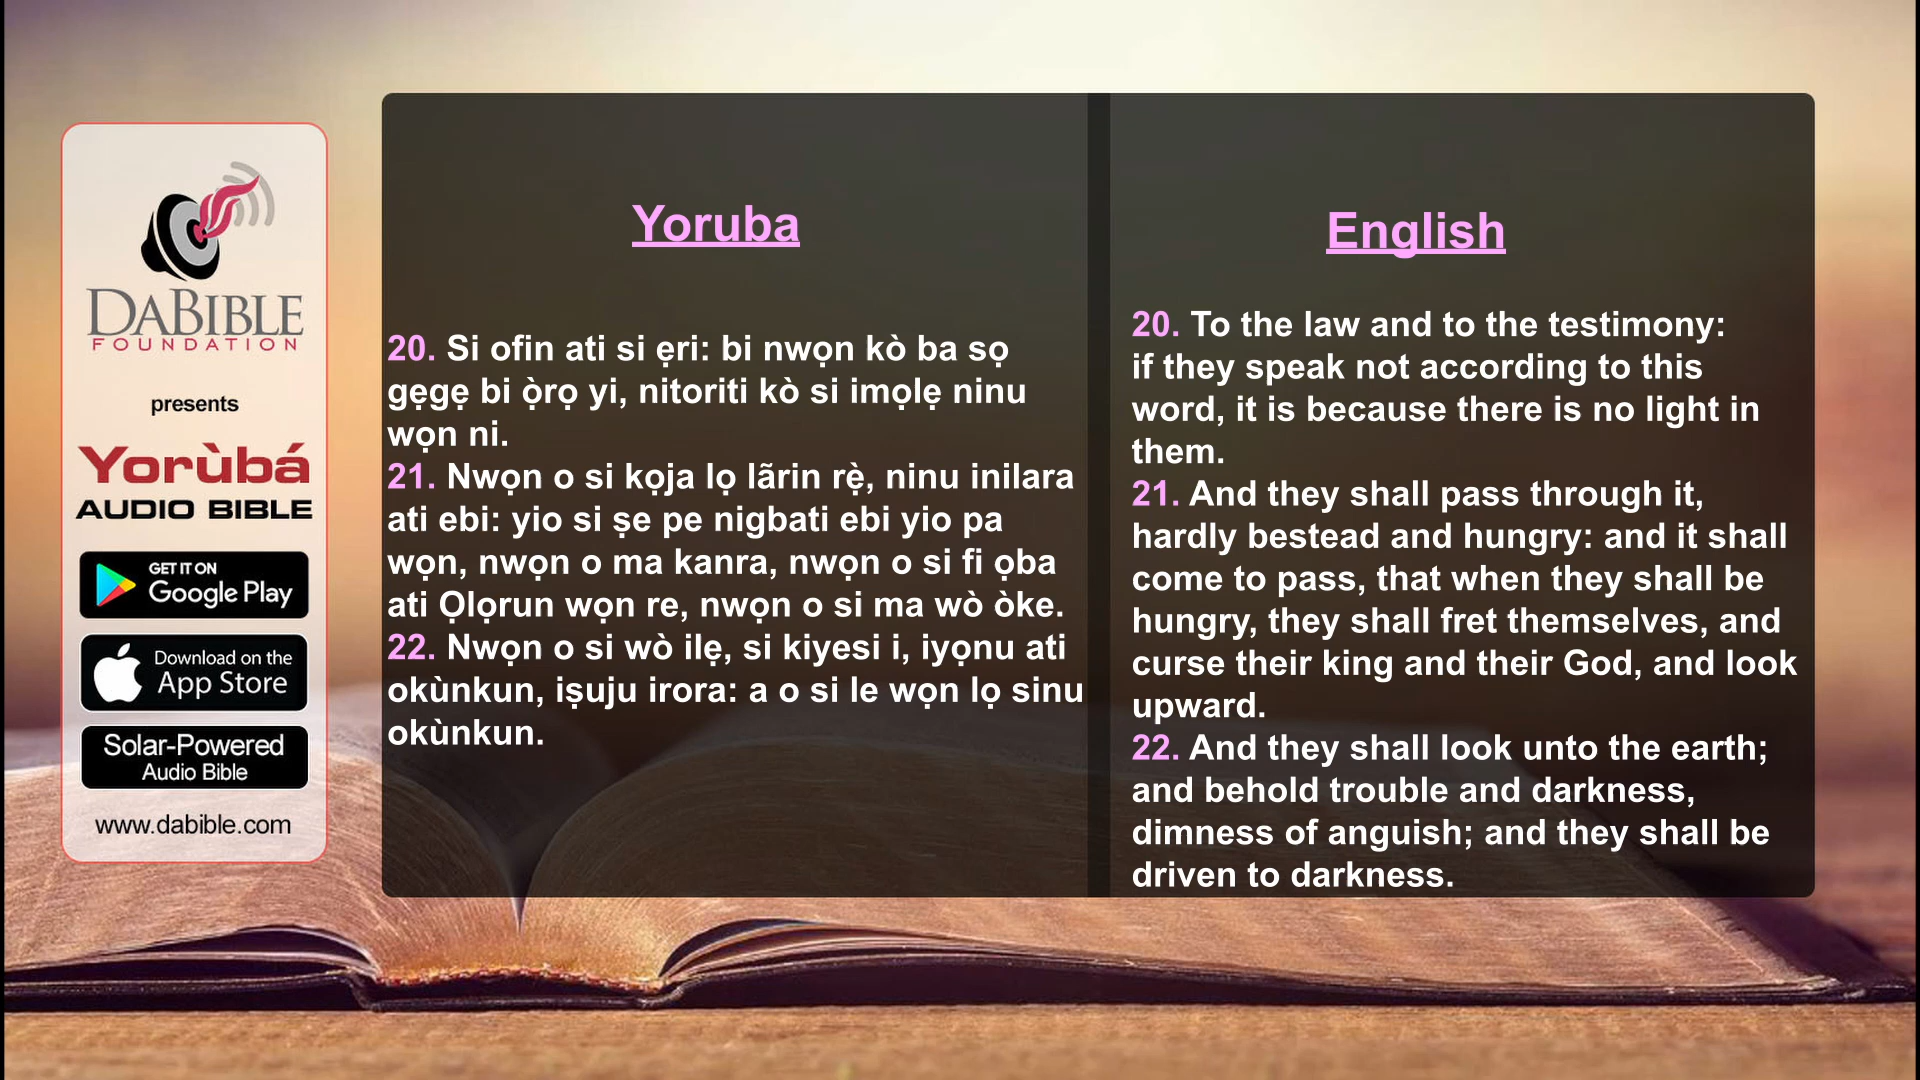 DABIBLE
FOUNDATION
presents
Yorùbá
AUDIO BIBLE
GET IT ON
Google Play
Download on the
App Store
Solar-Powered
Audio Bible
www.dabible.com
Yoruba
20. Si ofin ati si ẹri: bi nwọn kò ba sọ
gẹgẹ bi ọ̀rọ yi, nitoriti kò si imọlẹ ninu
wọn ni.
21. Nwọn o si kọja lọ lãrin rẹ̀, ninu inilara
ati ebi: yio si ṣe pe nigbati ebi yio pa
wọn, nwọn o ma kanra, nwọn o si fi ọba
ati Ọlọrun wọn re, nwọn o si ma wò òke.
22. Nwọn o si wò ilẹ, si kiyesi i, iyọnu ati
okùnkun, iṣuju irora: a o si le wọn lọ sinu
okùnkun.
English
20. To the law and to the testimony:
if they speak not according to this
word, it is because there is no light in
them.
21. And they shall pass through it,
hardly bestead and hungry: and it shall
come to pass, that when they shall be
hungry, they shall fret themselves, and
curse their king and their God, and look
upward.
22. And they shall look unto the earth;
and behold trouble and darkness,
dimness of anguish; and they shall be
driven to darkness.